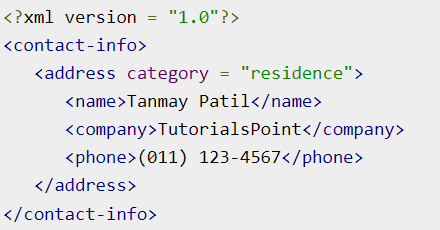 <?xml version = "1.0"?>
<contact-info>
   <address category = "residence">
      <name>Tanmay Patil</name>
      <company>TutorialsPoint</company>
      <phone>(011) 123-4567</phone>
   </address>
</contact-info>